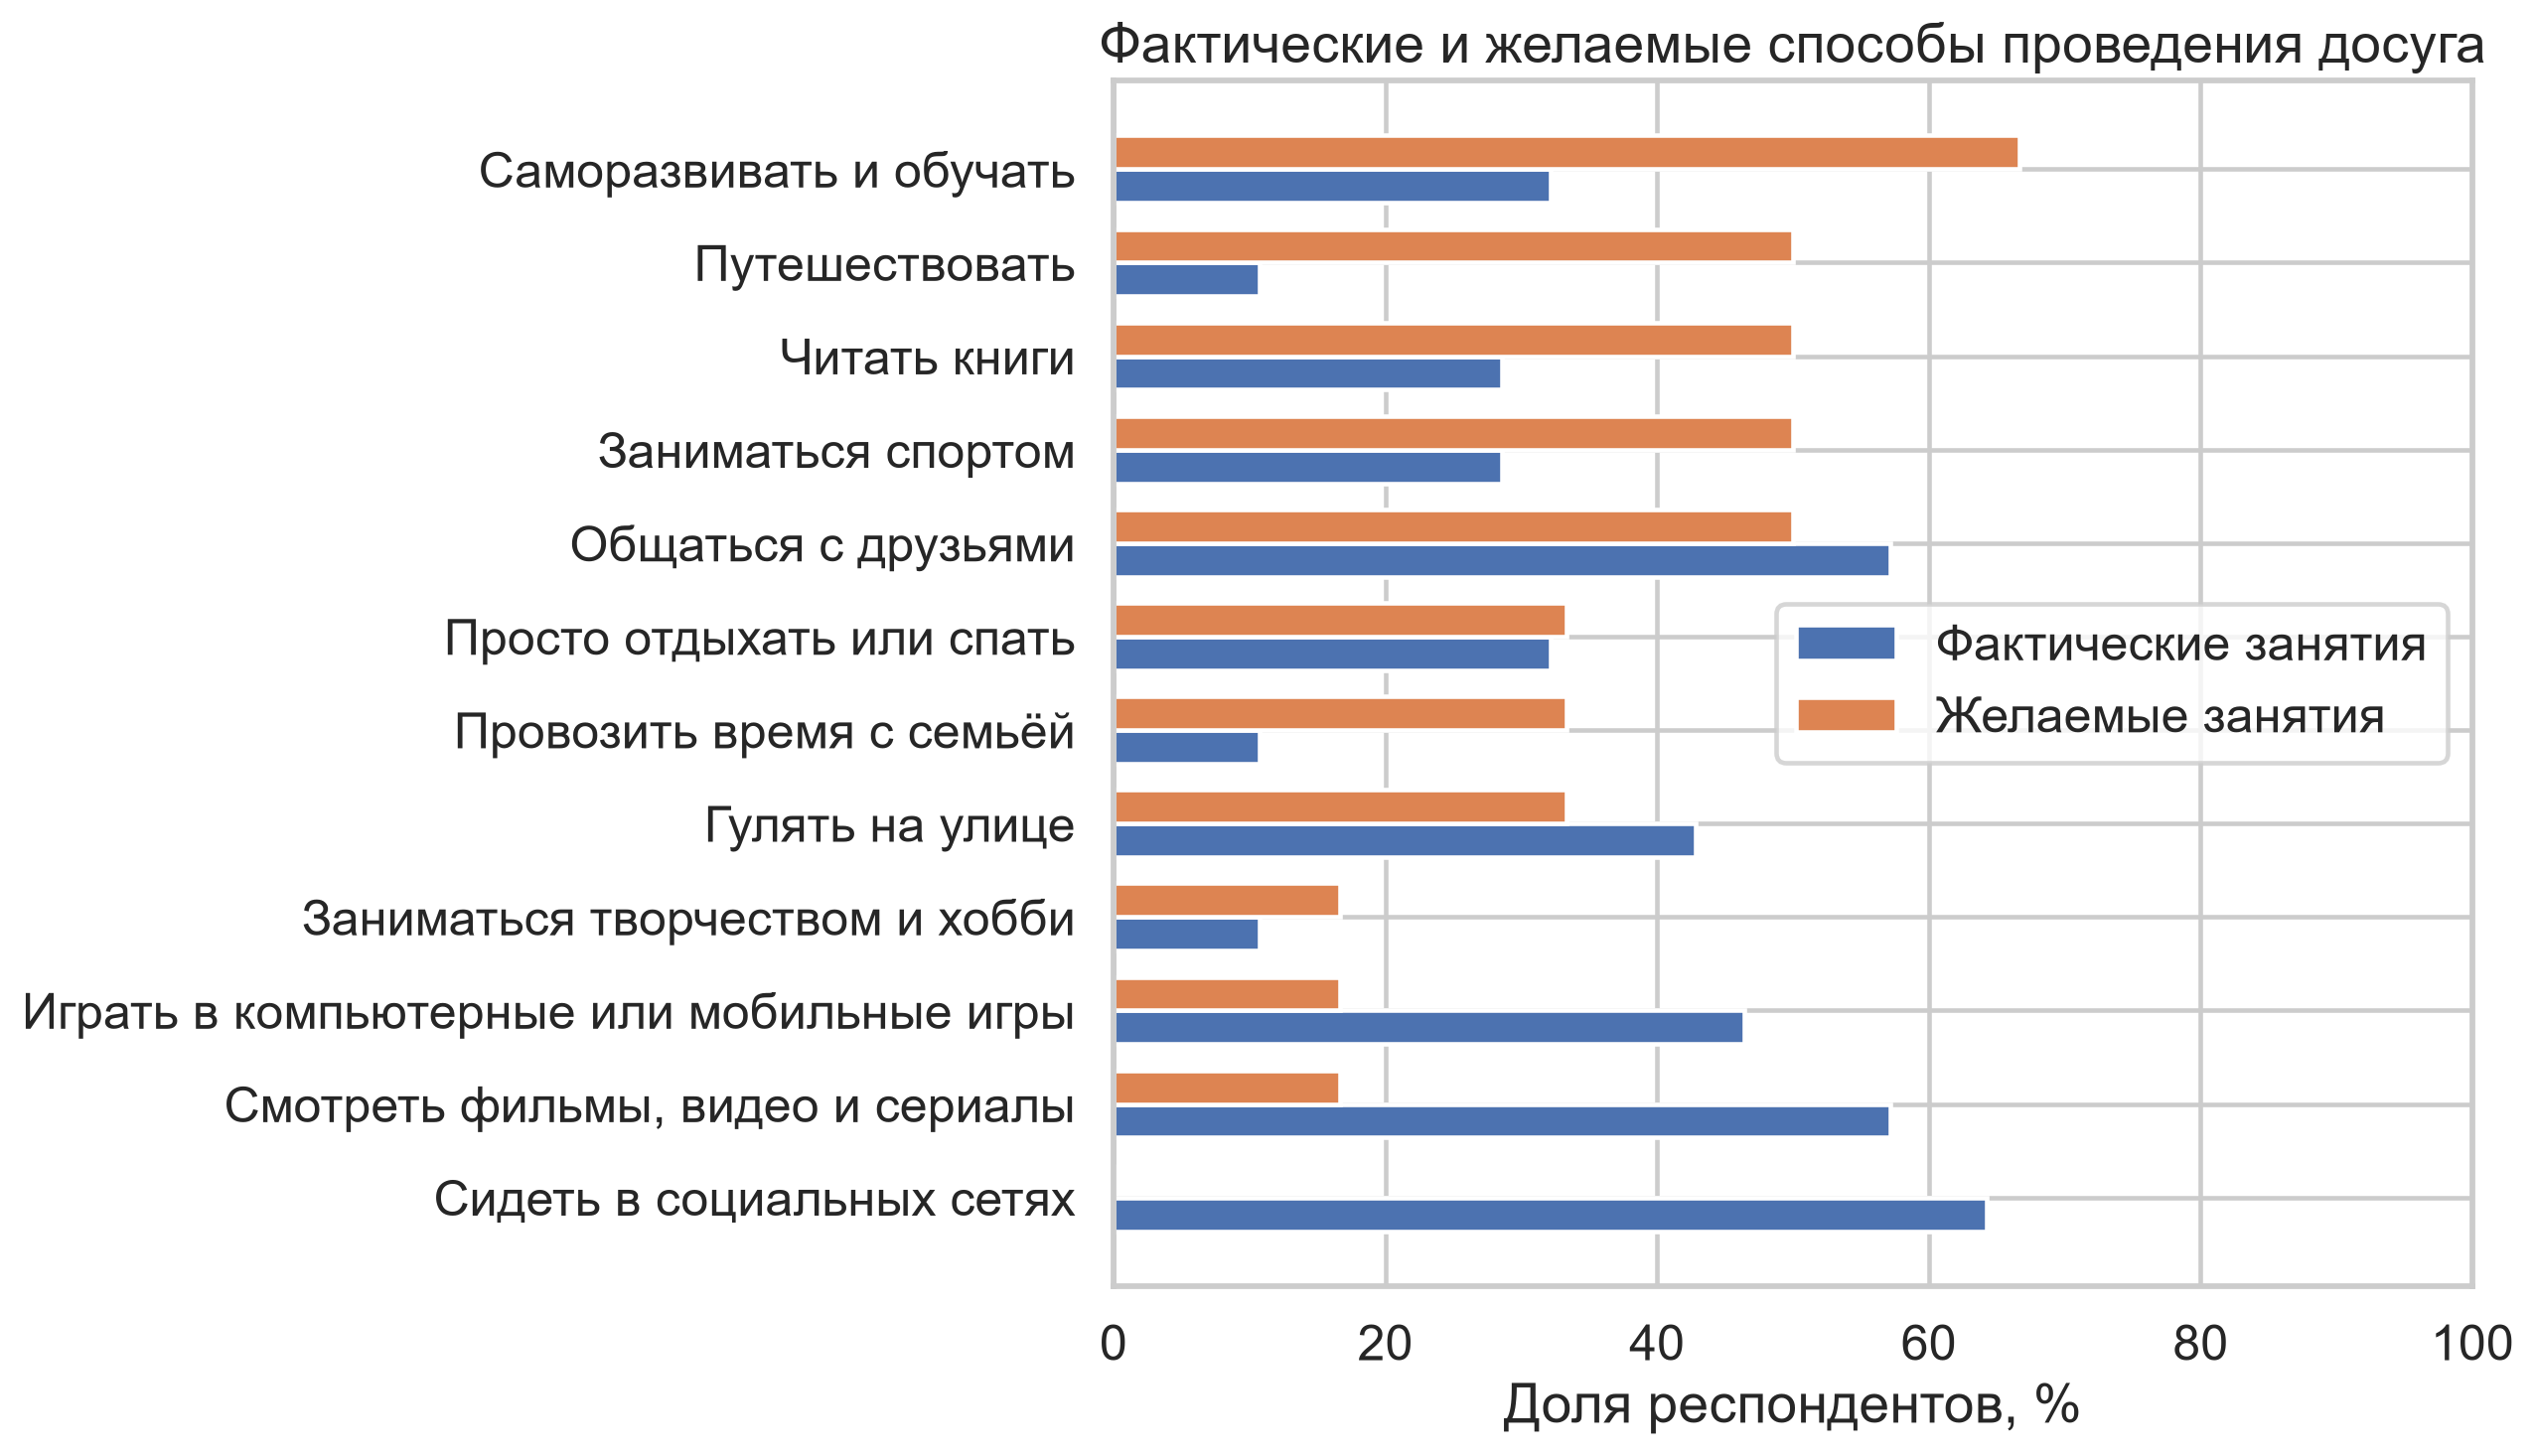 Фактические и желаемые способы проведения досуга
Саморазвивать и обучать
Путешествовать
Читать книги
Заниматься спортом
Общаться с друзьями
Просто отдыхать или спать
Провозить время с семьёй
Гулять на улице
Заниматься творчеством и хобби
Играть в компьютерные или мобильные игры
Смотреть фильмы, видео и сериалы
Сидеть в социальных сетях
Фактические занятия
Желаемые занятия
0 20 40 60 80 100
Доля респондентов, %